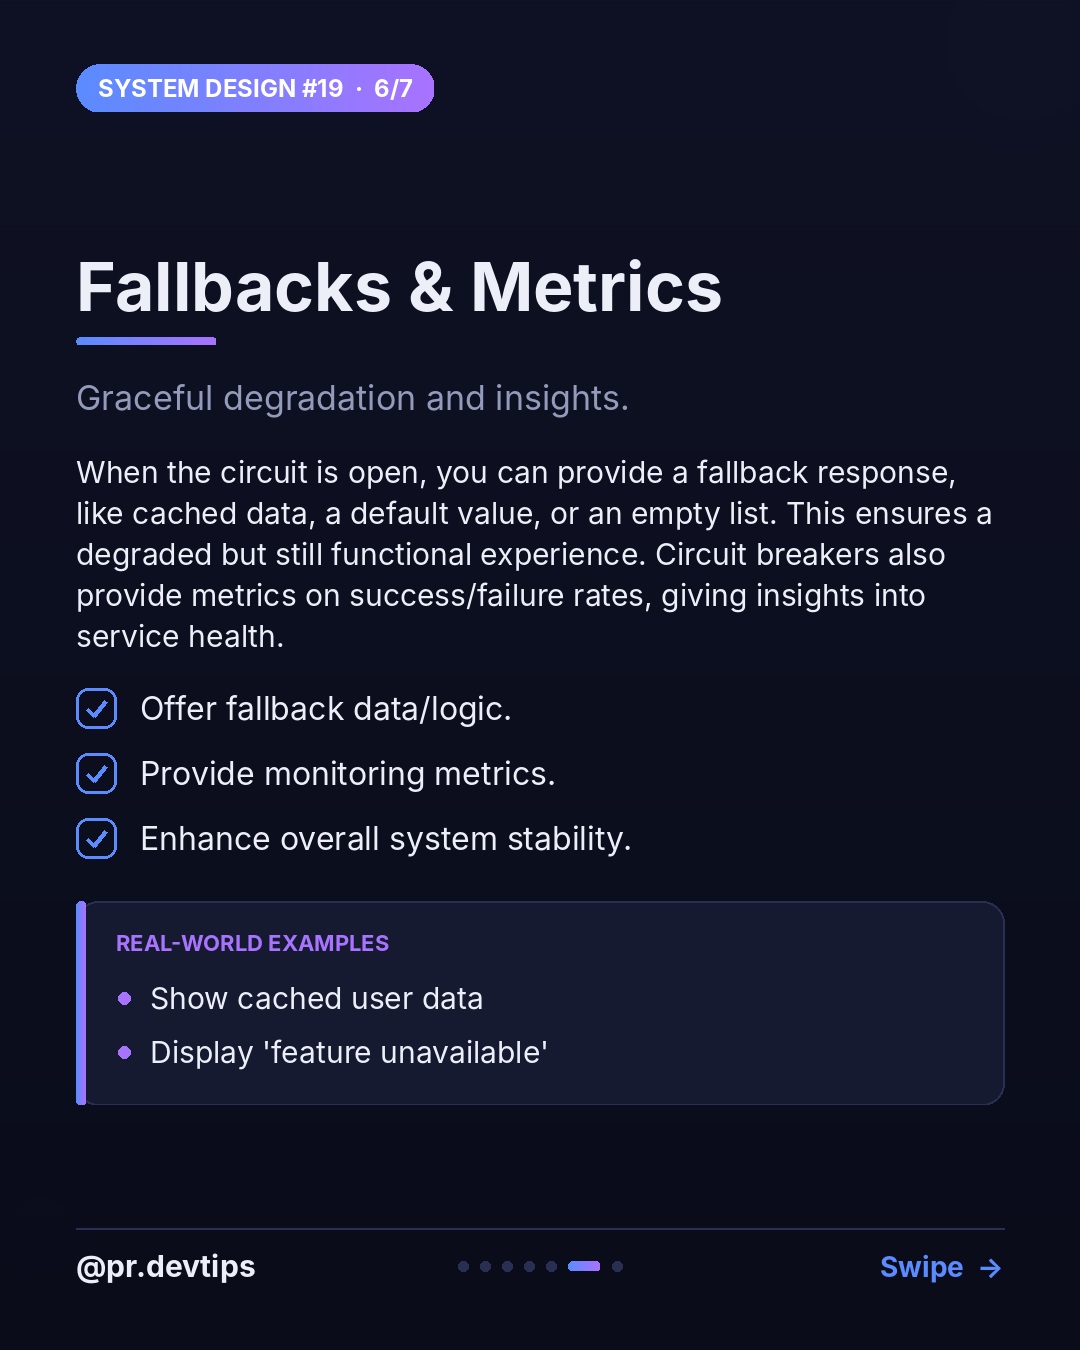 SYSTEM DESIGN #19 · 6/7
Fallbacks & Metrics
Graceful degradation and insights.
When the circuit is open, you can provide a fallback response,
like cached data, a default value, or an empty list. This ensures a
degraded but still functional experience. Circuit breakers also
provide metrics on success/failure rates, giving insights into
service health.
Offer fallback data/logic.
Provide monitoring metrics.
Enhance overall system stability.
REAL-WORLD EXAMPLES
Show cached user data
Display 'feature unavailable'
@pr.devtips
Swipe →